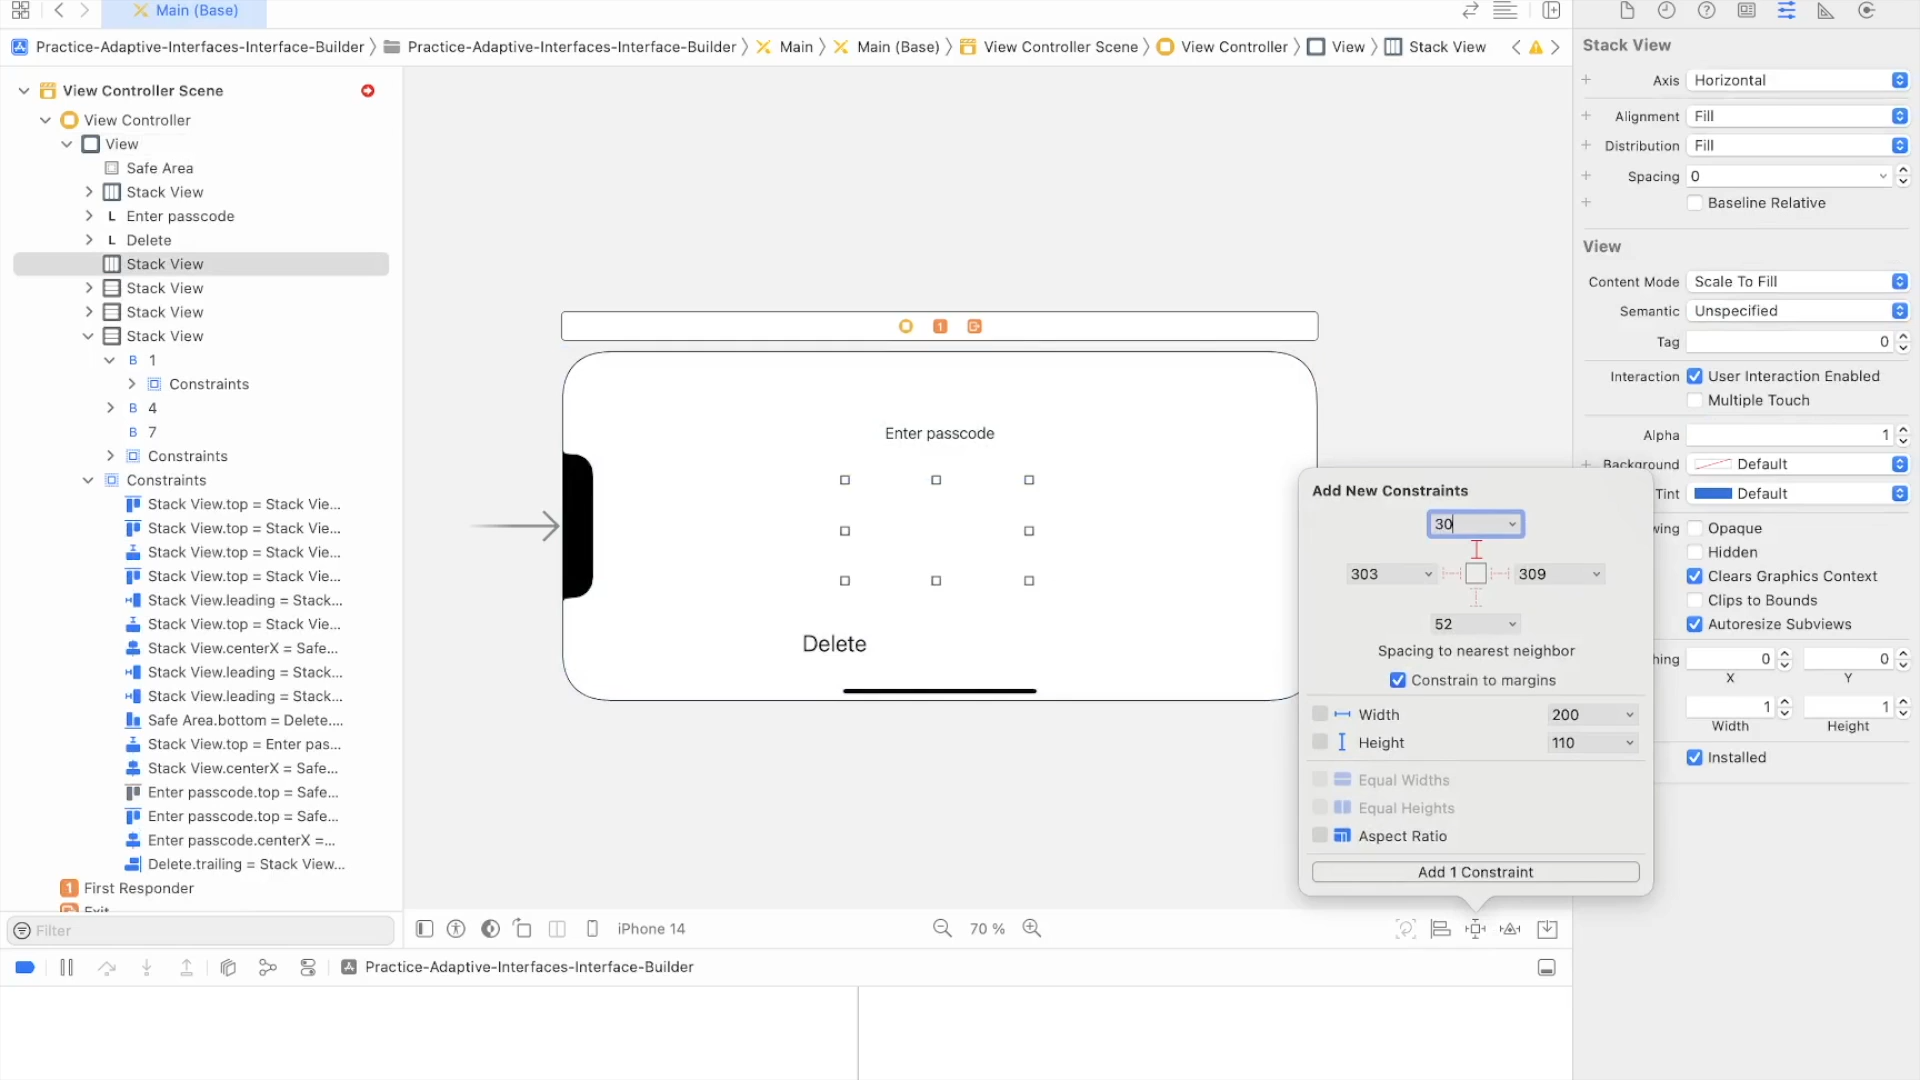 Main (Base)
Practice-Adaptive-Interfaces-Interface-Builder
Practice-Adaptive-Interfaces-Interface-Builder
Main
Main (Base)
View Controller Scene
View Controller
View
Stack View
View Controller Scene
View Controller
View
Safe Area
Stack View
L Enter passcode
L Delete
Stack View
Stack View
Stack View
Stack View
B 1
Constraints
B 4
B 7
Constraints
Constraints
Stack View.top = Stack Vie...
Stack View.top = Stack Vie...
Stack View.top = Stack Vie...
Stack View.top = Stack Vie...
Stack View.leading = Stack...
Stack View.top = Stack Vie...
Stack View.centerX = Safe...
Stack View.leading = Stack...
Stack View.leading = Stack...
Safe Area.bottom = Delete....
Stack View.top = Enter pas...
Stack View.centerX = Safe...
Enter passcode.top = Safe...
Enter passcode.top = Safe...
Enter passcode.centerX =...
Delete.trailing = Stack View...
1 First Responder
Exit
Filter
1
Enter passcode
Delete
iPhone 14
70 %
Practice-Adaptive-Interfaces-Interface-Builder
Add New Constraints
30
303
309
52
Spacing to nearest neighbor
Constrain to margins
Width 200
Height 110
Equal Widths
Equal Heights
Aspect Ratio
Add 1 Constraint
Stack View
Axis Horizontal
Alignment Fill
Distribution Fill
Spacing 0
Baseline Relative
View
Content Mode Scale To Fill
Semantic Unspecified
Tag 0
Interaction User Interaction Enabled
Multiple Touch
Alpha 1
Background Default
Tint Default
wing Opaque
Hidden
Clears Graphics Context
Clips to Bounds
Autoresize Subviews
hing 0 0
X Y
1 1
Width Height
Installed